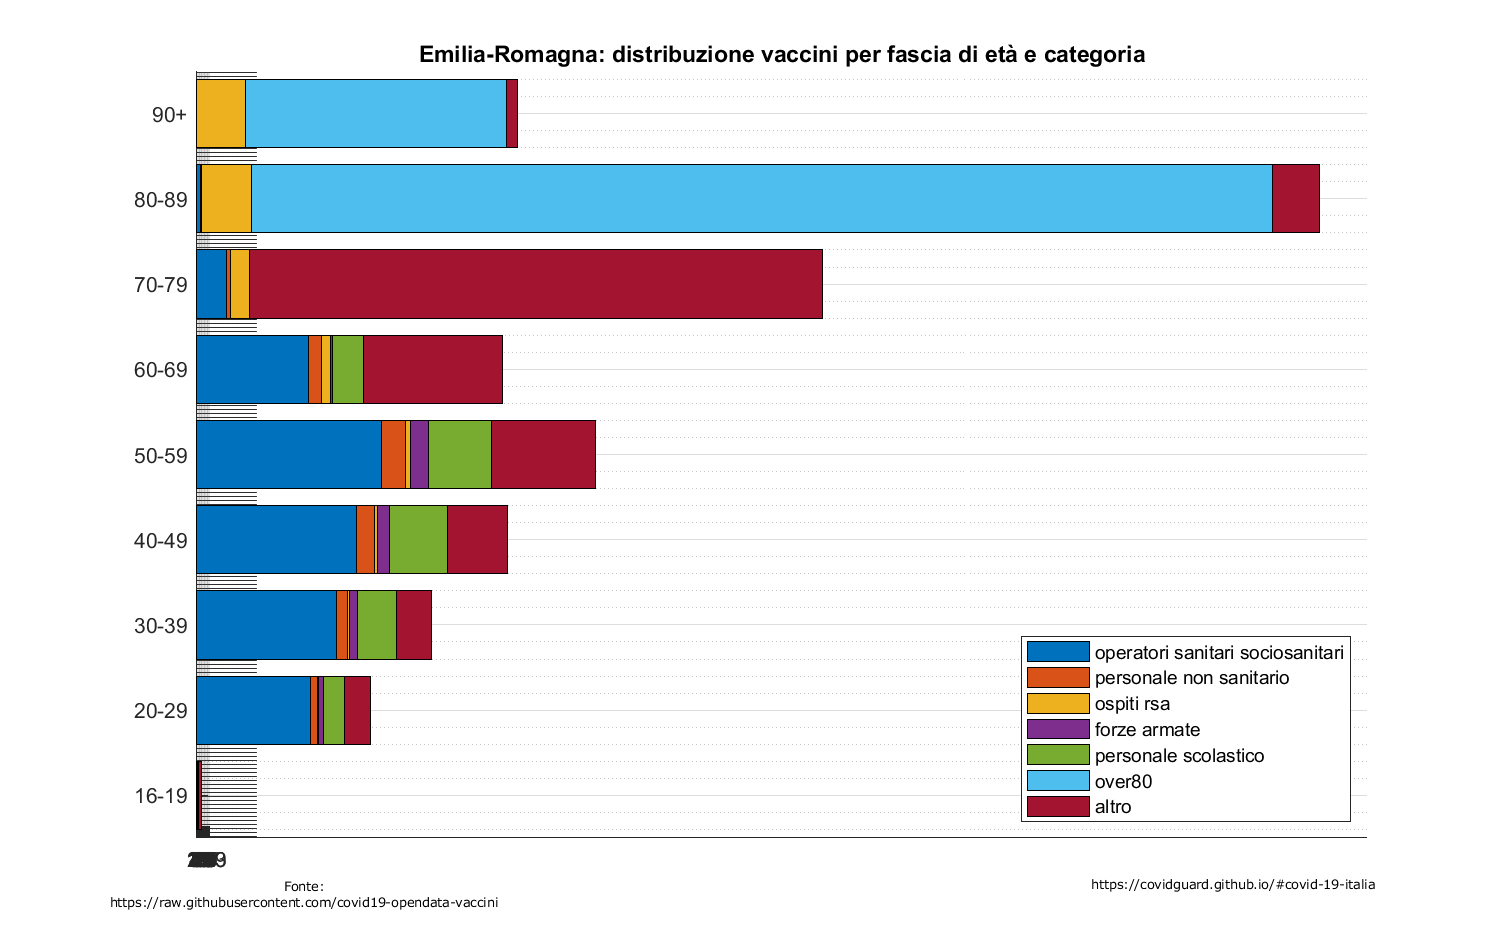 Emilia-Romagna: distribuzione vaccini per fascia di età e categoria
90+
80-89
70-79
60-69
50-59
40-49
30-39
20-29
16-19
operatori sanitari sociosanitari
personale non sanitario
ospiti rsa
forze armate
personale scolastico
over80
altro
Fonte:
https://raw.githubusercontent.com/covid19-opendata-vaccini
https://covidguard.github.io/#covid-19-italia